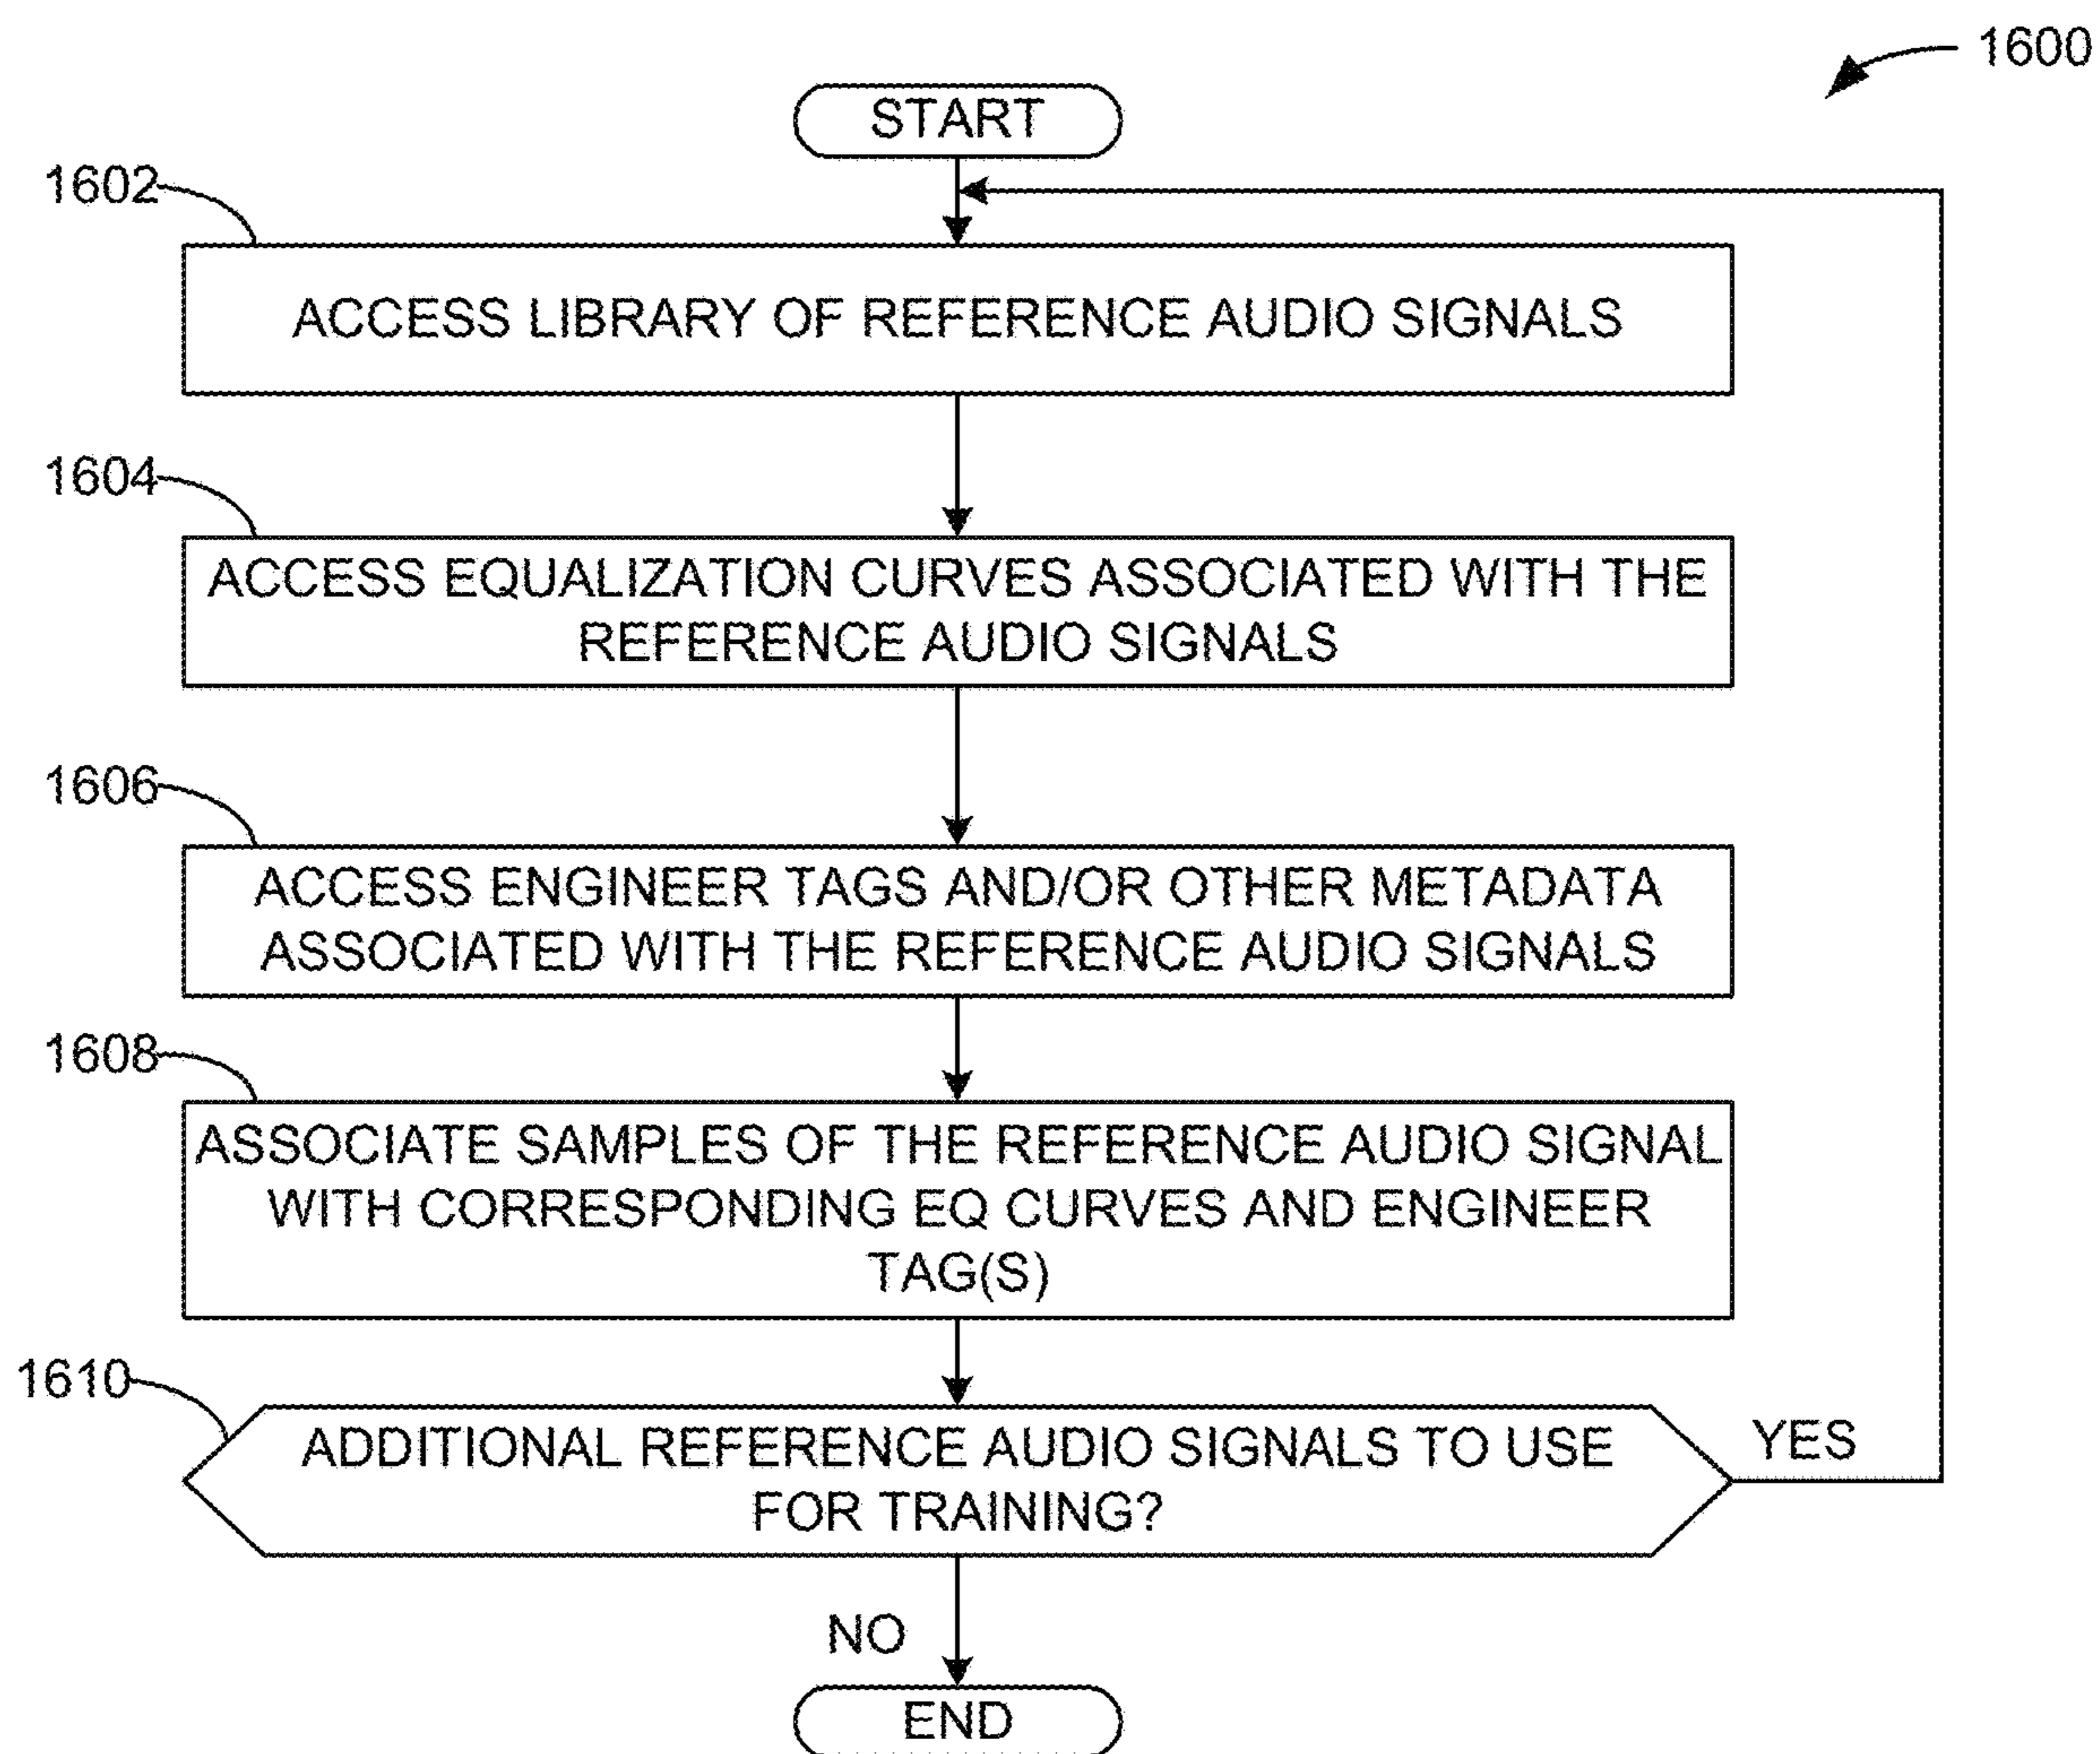 1600
START
1602
ACCESS LIBRARY OF REFERENCE AUDIO SIGNALS
1604
ACCESS EQUALIZATION CURVES ASSOCIATED WITH THE
REFERENCE AUDIO SIGNALS
1606
ACCESS ENGINEER TAGS AND/OR OTHER METADATA
ASSOCIATED WITH THE REFERENCE AUDIO SIGNALS
1608
ASSOCIATE SAMPLES OF THE REFERENCE AUDIO SIGNAL
WITH CORRESPONDING EQ CURVES AND ENGINEER
TAG(S)
1610
ADDITIONAL REFERENCE AUDIO SIGNALS TO USE
FOR TRAINING?
YES
NO
END